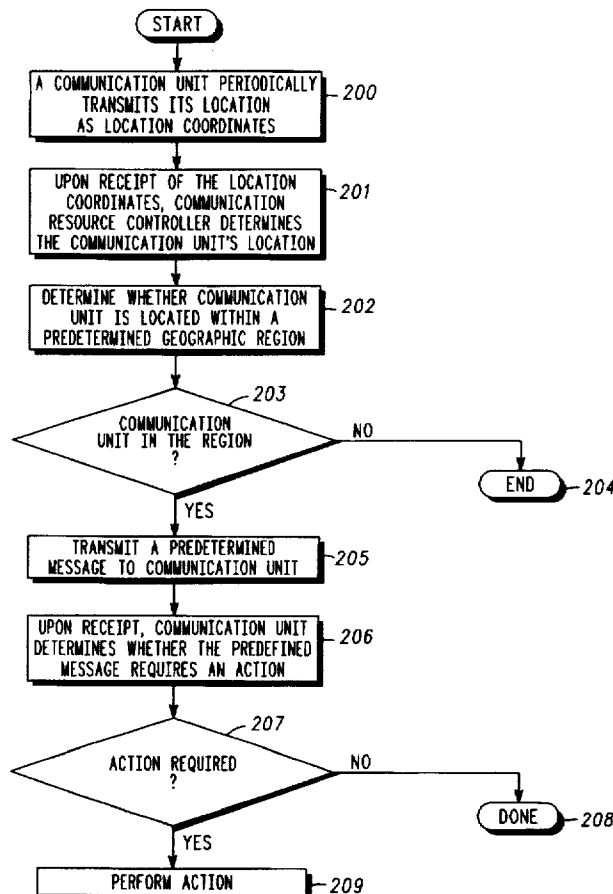 START
A COMMUNICATION UNIT PERIODICALLY
TRANSMITS ITS LOCATION
AS LOCATION COORDINATES
200
UPON RECEIPT OF THE LOCATION
COORDINATES, COMMUNICATION
RESOURCE CONTROLLER DETERMINES
THE COMMUNICATION UNIT'S LOCATION
201
DETERMINE WHETHER COMMUNICATION
UNIT IS LOCATED WITHIN A
PREDETERMINED GEOGRAPHIC REGION
202
203
COMMUNICATION
UNIT IN THE REGION
?
NO
END
204
YES
TRANSMIT A PREDETERMINED
MESSAGE TO COMMUNICATION UNIT
205
UPON RECEIPT, COMMUNICATION UNIT
DETERMINES WHETHER THE PREDEFINED
MESSAGE REQUIRES AN ACTION
206
207
ACTION REQUIRED
?
NO
DONE
208
YES
PERFORM ACTION
209